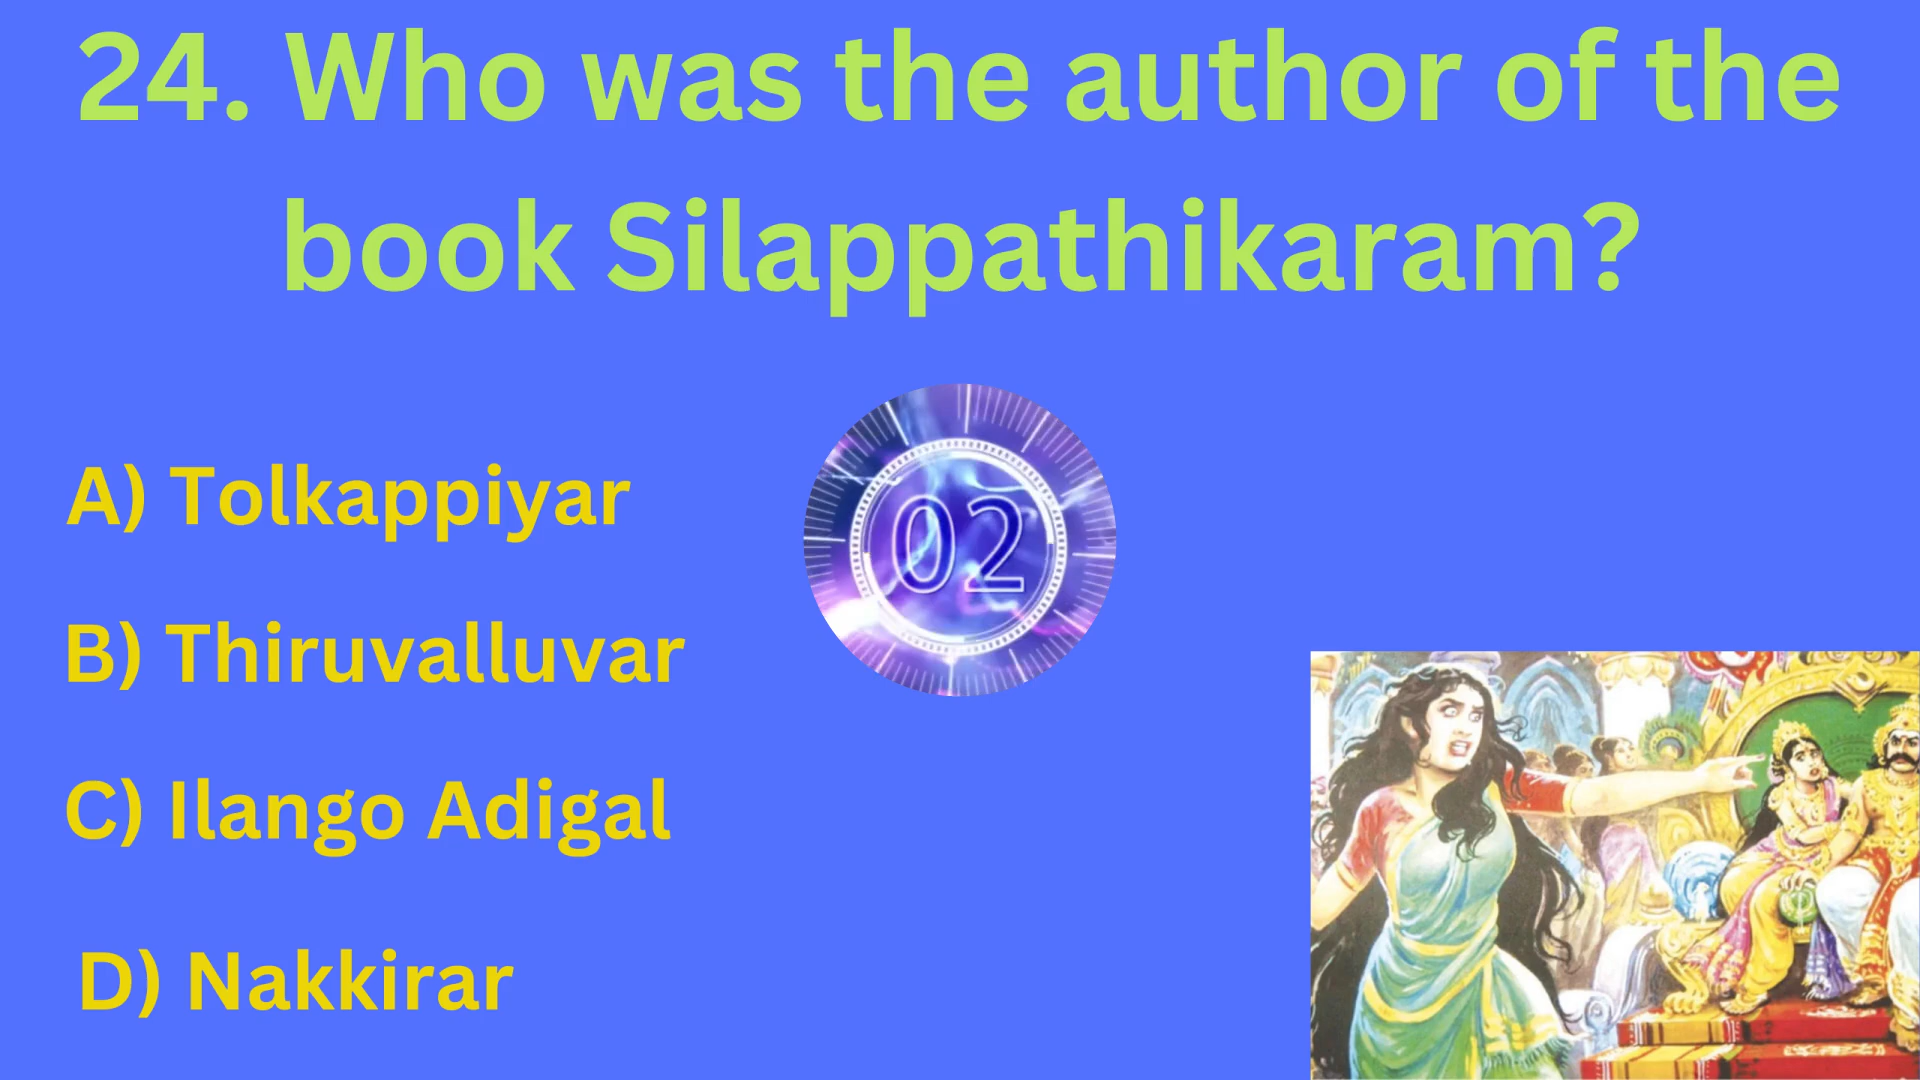 24. Who was the author of the
book Silappathikaram?
02
A) Tolkappiyar
B) Thiruvalluvar
C) Ilango Adigal
D) Nakkirar